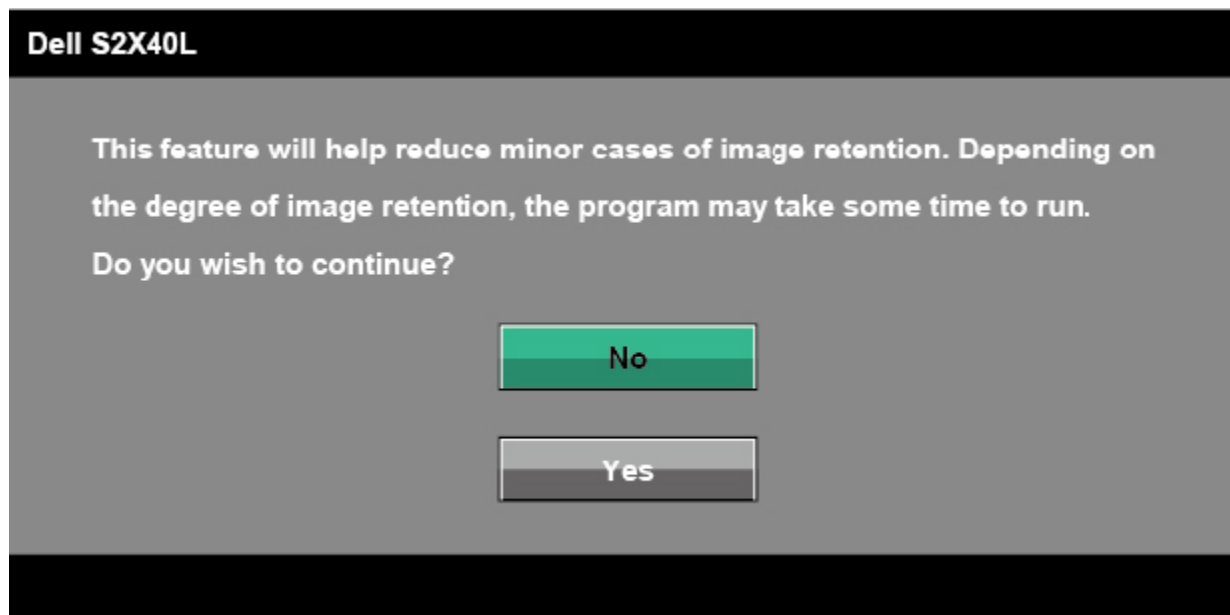 Dell S2X40L
This feature will help reduce minor cases of image retention. Depending on
the degree of image retention, the program may take some time to run.
Do you wish to continue?
No
Yes